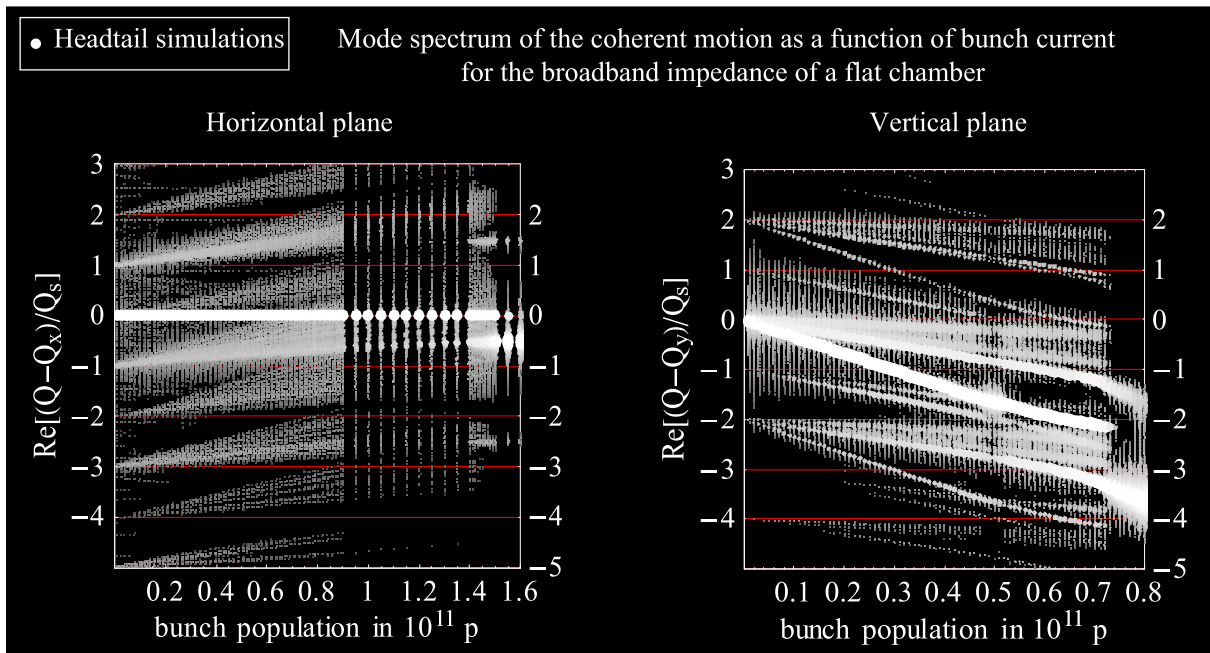 Headtail simulations
Mode spectrum of the coherent motion as a function of bunch current
for the broadband impedance of a flat chamber
Horizontal plane
Re[(Q−Qx)/Qs]
3
2
1
0
−1
−2
−3
−4
2
1
0
−1
−2
−3
−4
−5
0.2 0.4 0.6 0.8 1 1.2 1.4 1.6
bunch population in 10^11 p
Vertical plane
Re[(Q−Qy)/Qs]
3
2
1
0
−1
−2
−3
−4
2
1
0
−1
−2
−3
−4
−5
0.1 0.2 0.3 0.4 0.5 0.6 0.7 0.8
bunch population in 10^11 p